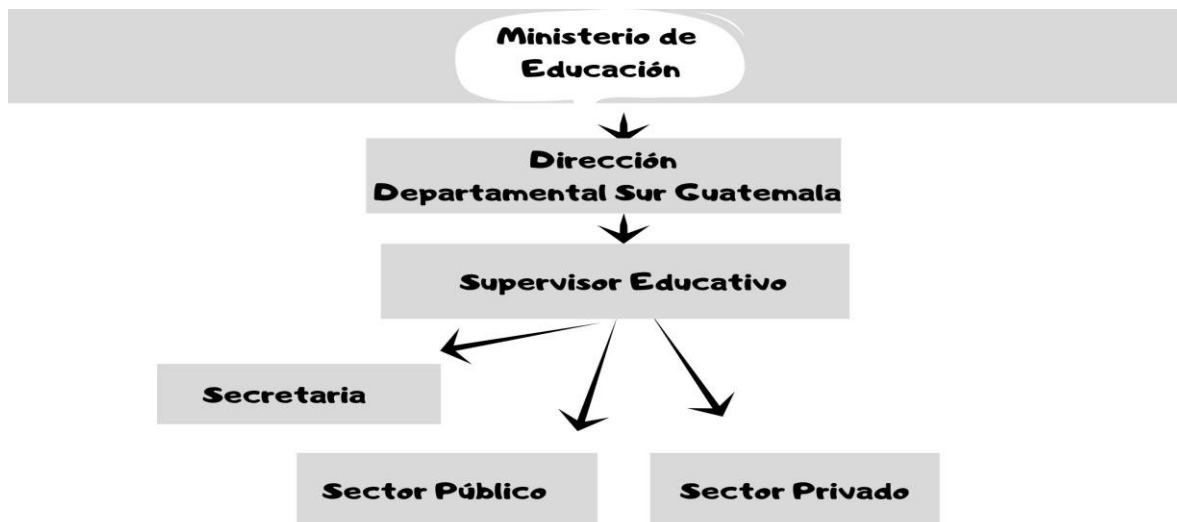 Ministerio de
Educación
Dirección
Departamental Sur Guatemala
Supervisor Educativo
Secretaria
Sector Público
Sector Privado